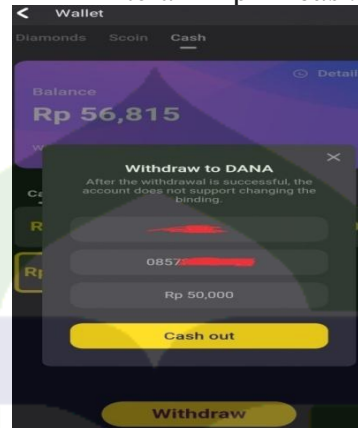 Wallet
Diamonds Scoin Cash
Detail
Balance
Rp 56,815
Withdraw to DANA
After the withdrawal is successful, the
account does not support changing the
binding.
0857
Rp 50,000
Cash out
Withdraw